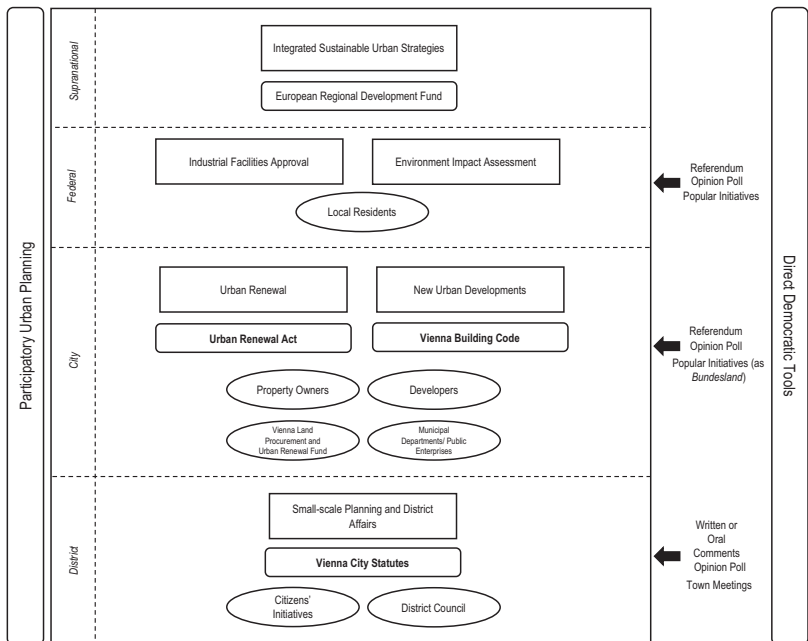 Participatory Urban Planning
Supranational
Integrated Sustainable Urban Strategies
European Regional Development Fund
Federal
Industrial Facilities Approval
Environment Impact Assessment
Local Residents
Referendum
Opinion Poll
Popular Initiatives
City
Urban Renewal
New Urban Developments
Urban Renewal Act
Vienna Building Code
Property Owners
Developers
Vienna Land
Procurement and
Urban Renewal Fund
Municipal
Departments/ Public
Enterprises
Referendum
Opinion Poll
Popular Initiatives (as
Bundesland)
District
Small-scale Planning and District
Affairs
Vienna City Statutes
Citizens'
Initiatives
District Council
Written or
Oral
Comments
Opinion Poll
Town Meetings
Direct Democratic Tools